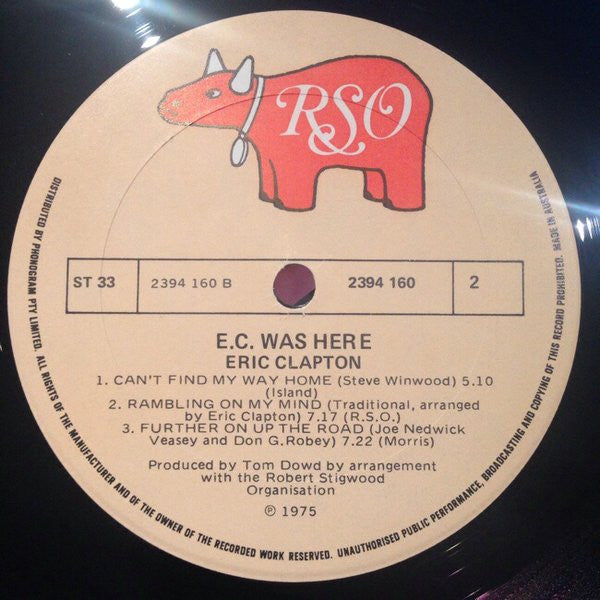 RSO
ST 33
2394 160 B
2394 160
2
E.C. WAS HERE
ERIC CLAPTON
1. CAN'T FIND MY WAY HOME (Steve Winwood) 5.10
(Island)
2. RAMBLING ON MY MIND (Traditional, arranged
by Eric Clapton) 7.17 (R.S.O.)
3. FURTHER ON UP THE ROAD (Joe Nedwick
Veasey and Don G.Robey) 7.22 (Morris)
Produced by Tom Dowd by arrangement
with the Robert Stigwood
Organisation
℗ 1975
DISTRIBUTED BY PHONOGRAM PTY LIMITED. ALL RIGHTS OF THE MANUFACTURER AND OF THE OWNER OF THE RECORDED WORK RESERVED. UNAUTHORISED PUBLIC PERFORMANCE, BROADCASTING AND COPYING OF THIS RECORD PROHIBITED. MADE IN AUSTRALIA